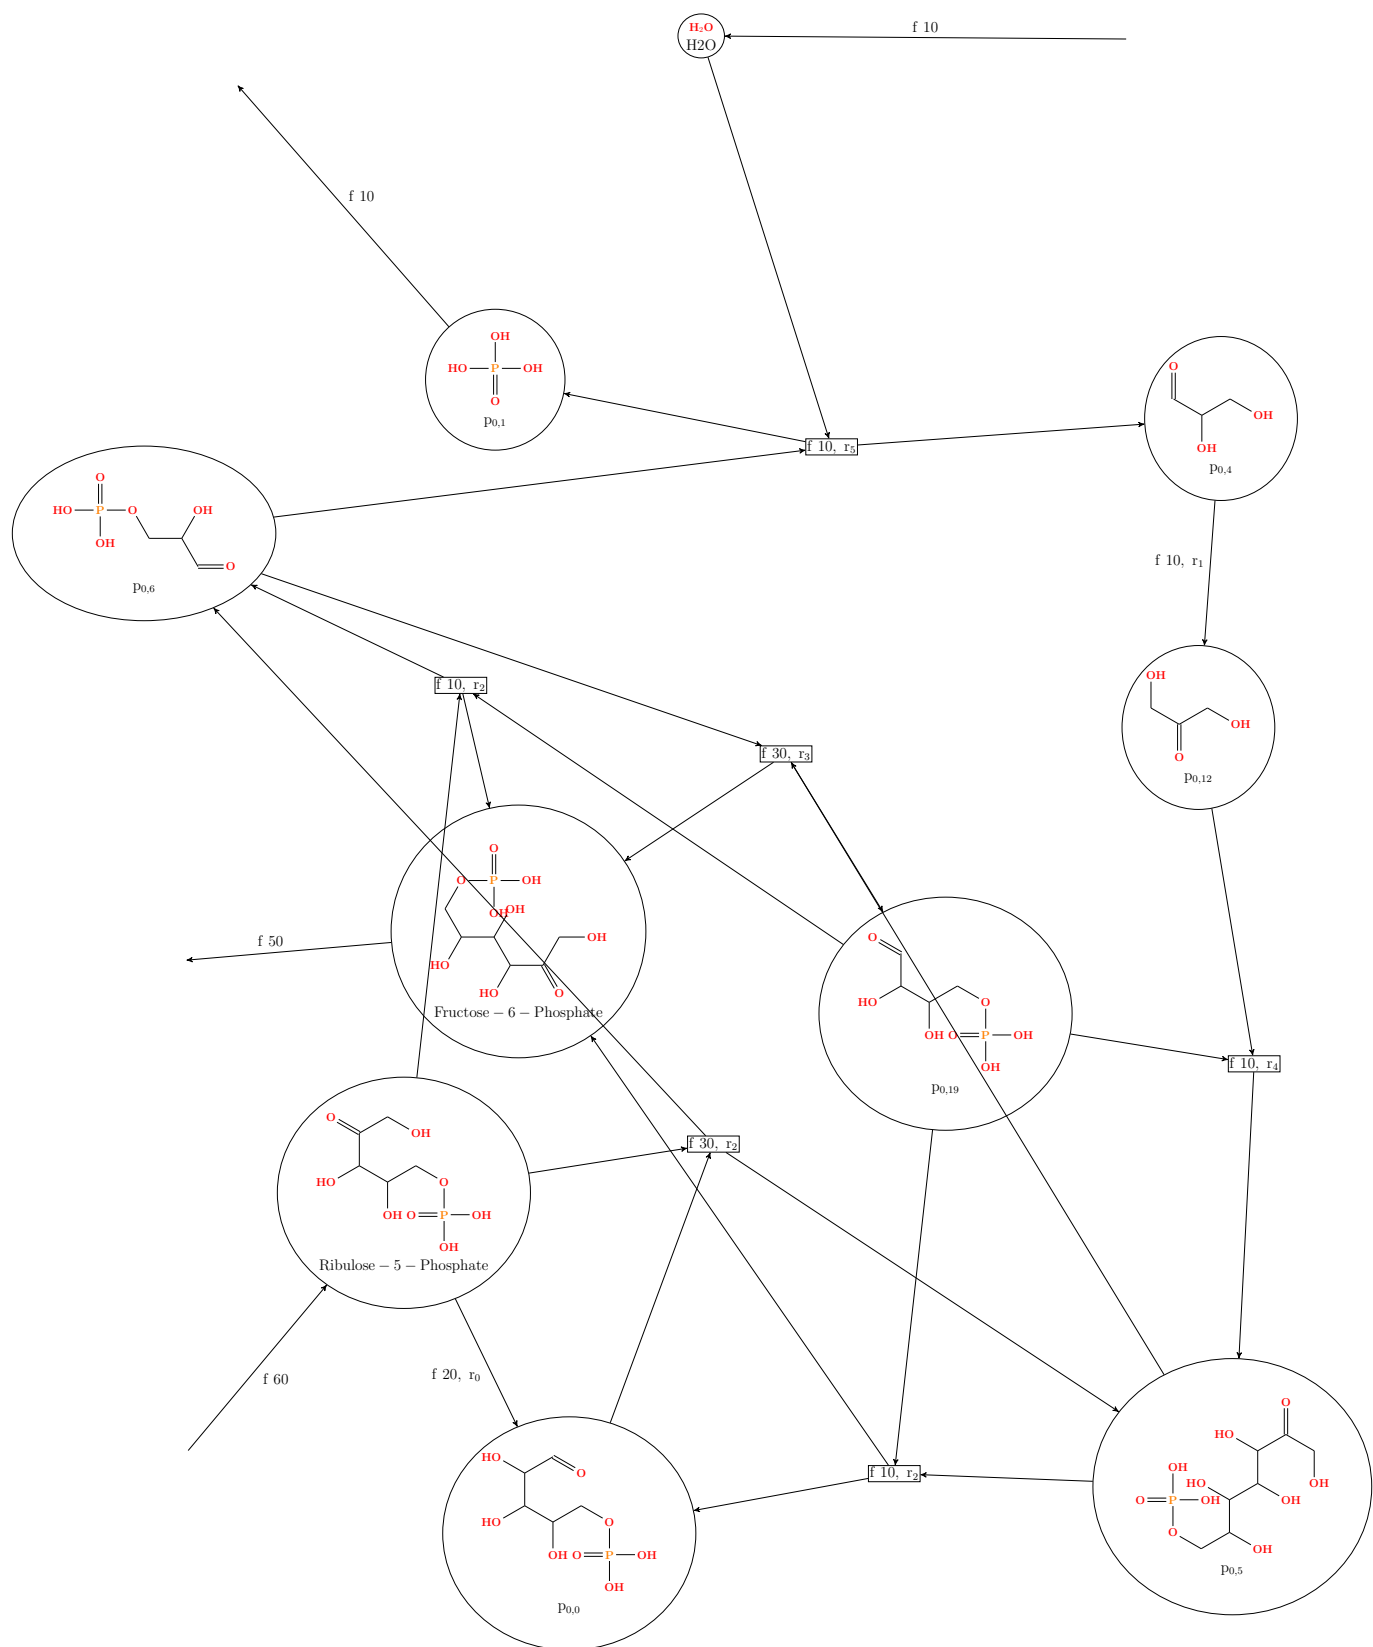 H₂O
H2O
f 10
f 10
OH
HO P OH
O
p₀,₁
O
OH
OH
p₀,₄
f 10, r₅
O
HO P O OH
OH
O
p₀,₆
f 10, r₁
OH
OH
O
p₀,₁₂
f 10, r₂
f 30, r₃
O
O P OH
OH OH
HO OH
HO O
Fructose − 6 − Phosphate
f 50
O
HO O
OH O P OH
OH
p₀,₁₉
f 10, r₄
f 30, r₂
O
OH
HO O
OH O P OH
OH
Ribulose − 5 − Phosphate
f 60
f 20, r₀
f 10, r₂
HO
O
HO O
OH O P OH
OH
p₀,₀
O
HO
OH HO OH
O P OH OH
O OH
p₀,₅